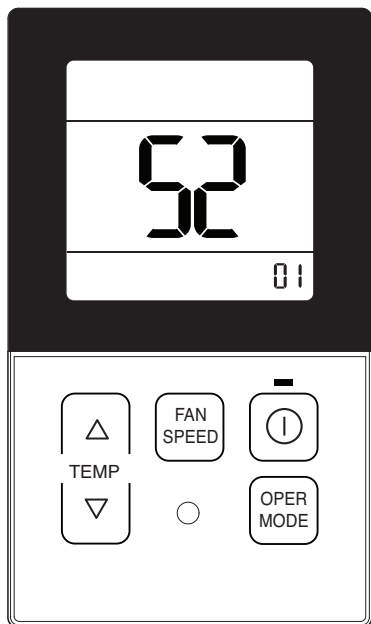 52
01
FAN
SPEED
TEMP
OPER
MODE